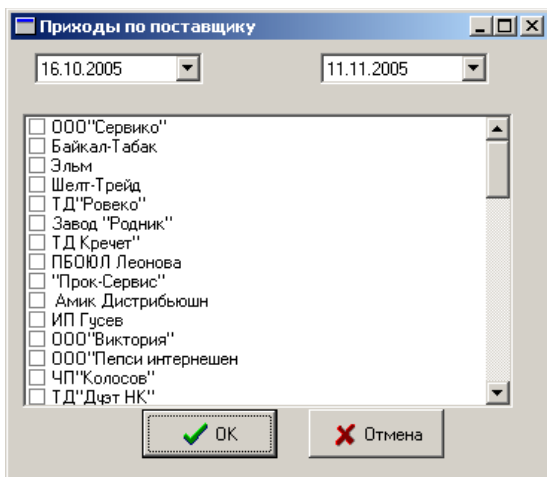 Приходы по поставщику
16.10.2005 11.11.2005
ООО"Сервико"
Байкал-Табак
Эльм
Шелт-Трейд
ТД"Ровеко"
Завод "Родник"
ТД Кречет"
ПБОЮЛ Леонова
"Прок-Сервис"
Амик Дистрибьюшн
ИП Гусев
ООО"Виктория"
ООО"Пепси интернешен
ЧП"Колосов"
ТД"Дуэт НК"
OK Отмена